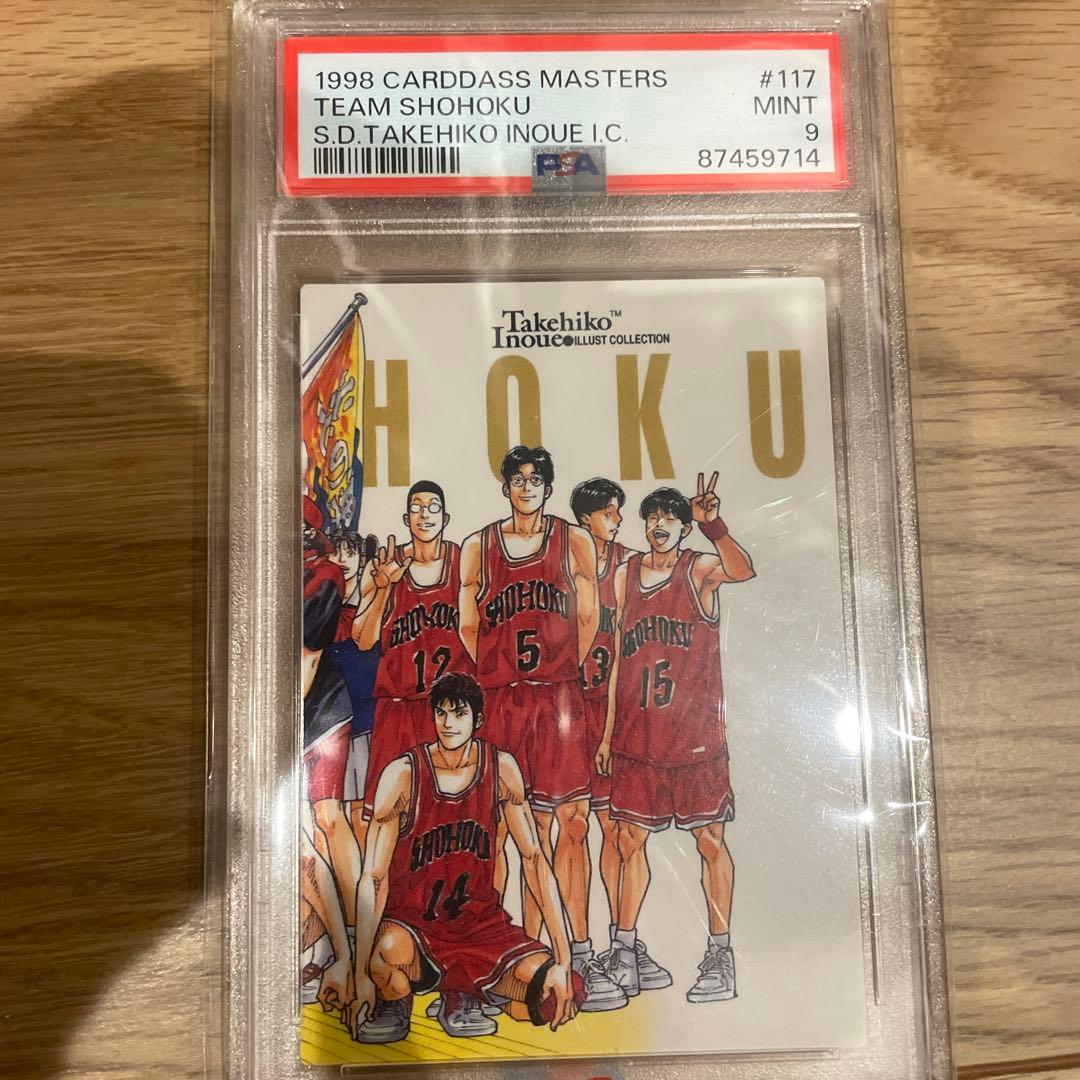 1998 CARDDASS MASTERS #117
TEAM SHOHOKU MINT
S.D.TAKEHIKO INOUE I.C. 9
PSA 87459714
Takehiko™
Inoue●ILLUST COLLECTION
HOKU
SHOHOKU
12
SHOHOKU
5
13
SHOHOKU
15
SHOHOKU
14